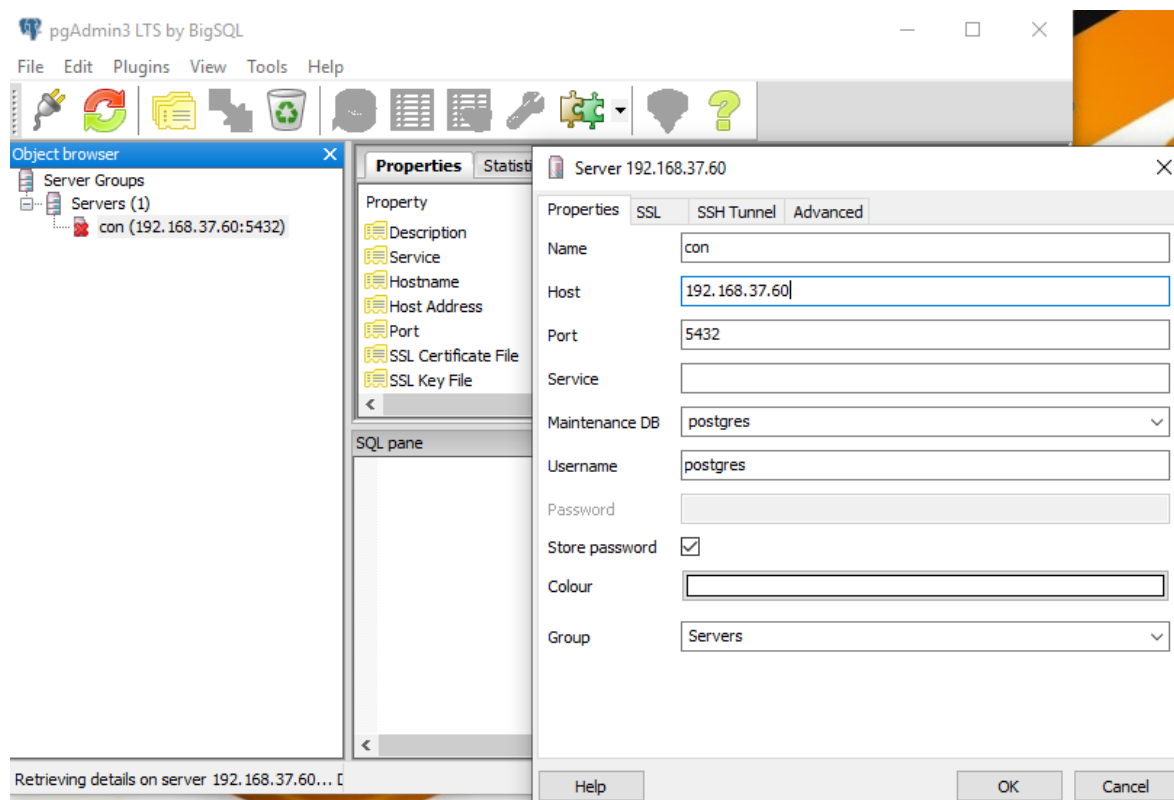 pgAdmin3 LTS by BigSQL
File Edit Plugins View Tools Help
Object browser
Server Groups
Servers (1)
con (192.168.37.60:5432)
Properties Statisti
Property
Description
Service
Hostname
Host Address
Port
SSL Certificate File
SSL Key File
SQL pane
Retrieving details on server 192.168.37.60...
Server 192.168.37.60
Properties SSL SSH Tunnel Advanced
Name con
Host 192.168.37.60
Port 5432
Service
Maintenance DB postgres
Username postgres
Password
Store password
Colour
Group Servers
Help OK Cancel